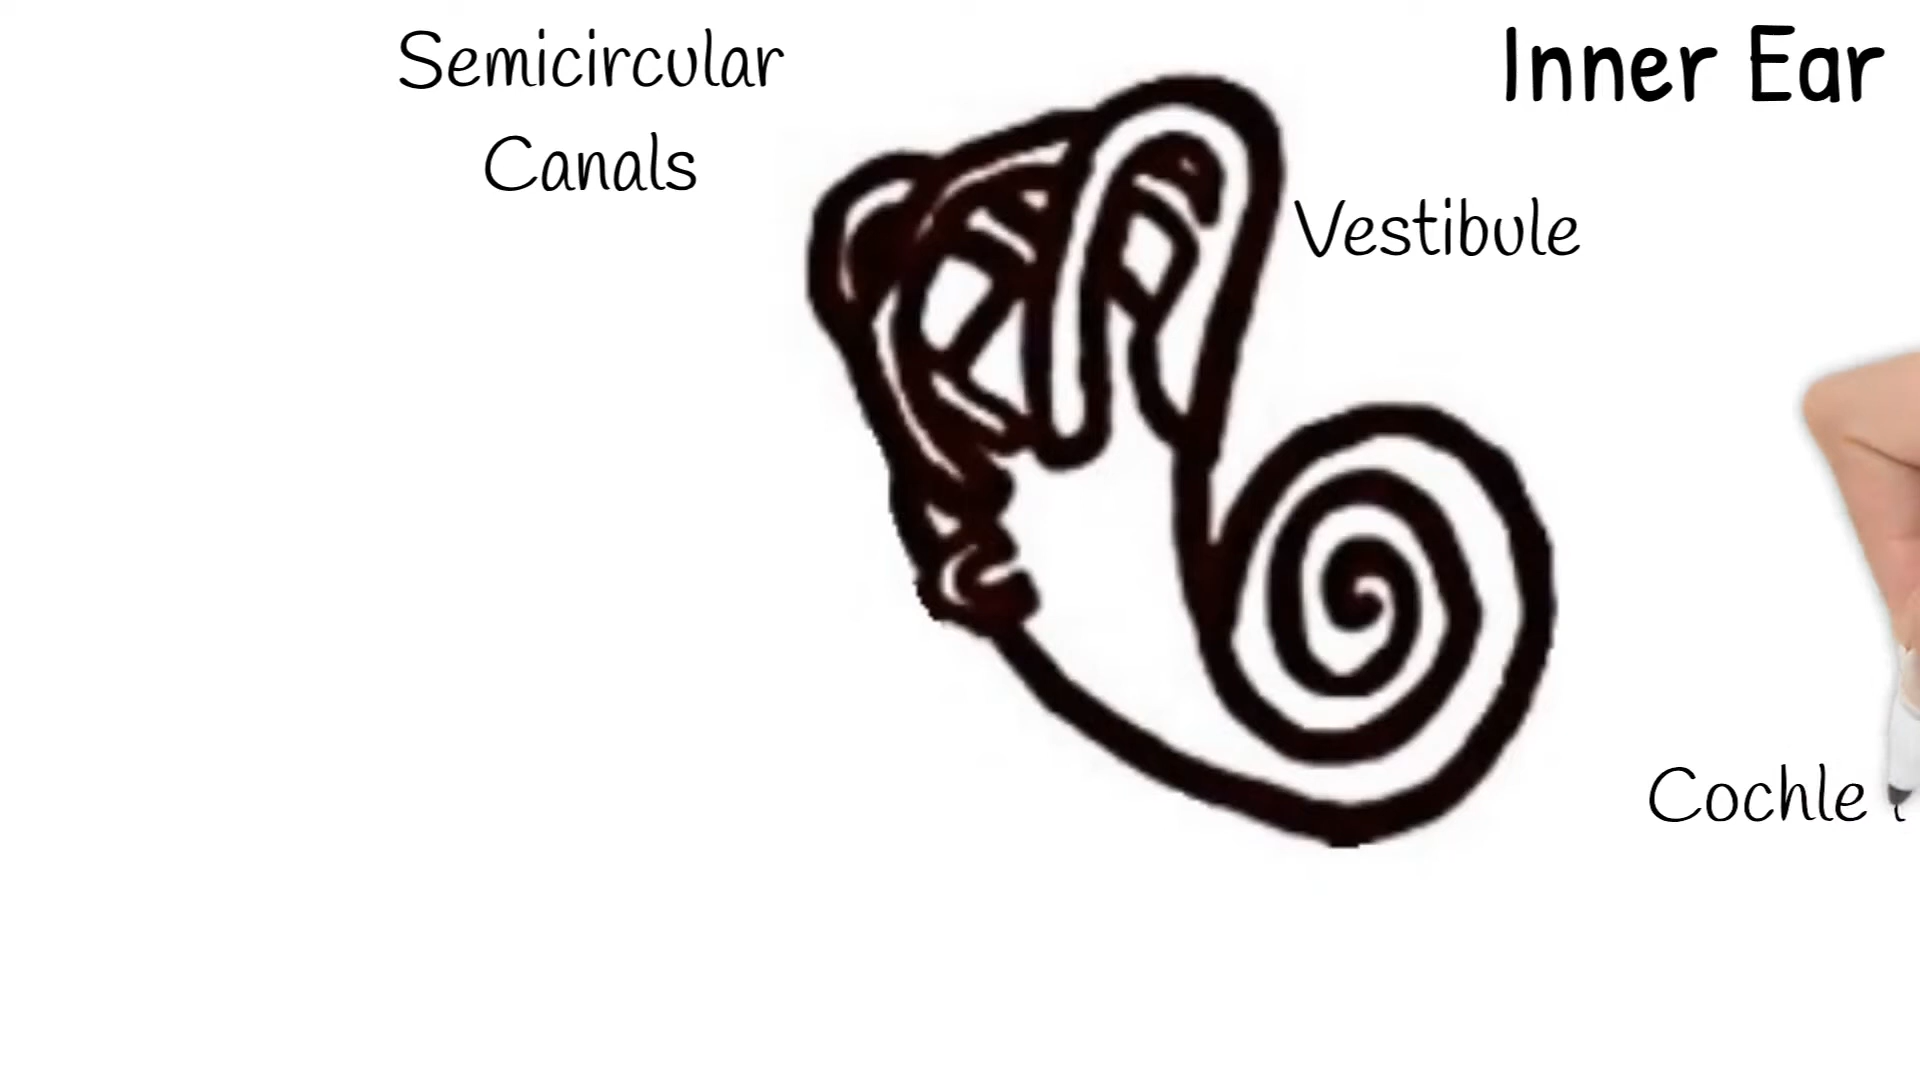 Semicircular
Canals
Inner Ear
Vestibule
Cochle